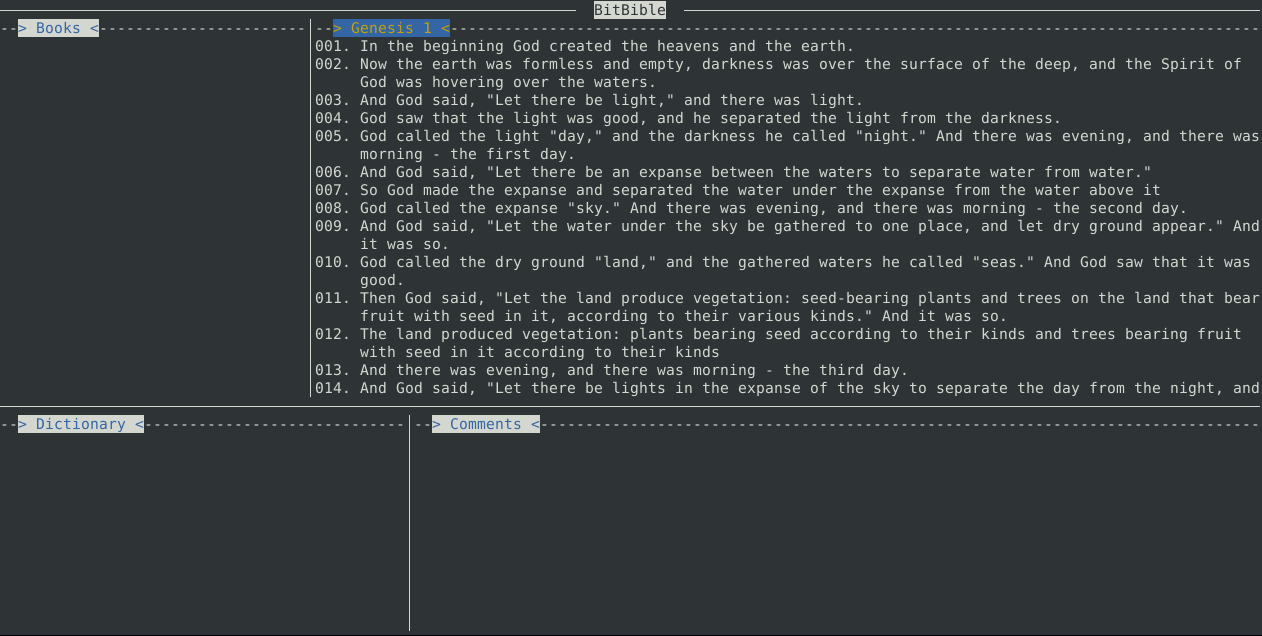 BitBible
> Books <
> Genesis 1 <
001. In the beginning God created the heavens and the earth.
002. Now the earth was formless and empty, darkness was over the surface of the deep, and the Spirit of
God was hovering over the waters.
003. And God said, "Let there be light," and there was light.
004. God saw that the light was good, and he separated the light from the darkness.
005. God called the light "day," and the darkness he called "night." And there was evening, and there was
morning - the first day.
006. And God said, "Let there be an expanse between the waters to separate water from water."
007. So God made the expanse and separated the water under the expanse from the water above it
008. God called the expanse "sky." And there was evening, and there was morning - the second day.
009. And God said, "Let the water under the sky be gathered to one place, and let dry ground appear." And
it was so.
010. God called the dry ground "land," and the gathered waters he called "seas." And God saw that it was
good.
011. Then God said, "Let the land produce vegetation: seed-bearing plants and trees on the land that bear
fruit with seed in it, according to their various kinds." And it was so.
012. The land produced vegetation: plants bearing seed according to their kinds and trees bearing fruit
with seed in it according to their kinds
013. And there was evening, and there was morning - the third day.
014. And God said, "Let there be lights in the expanse of the sky to separate the day from the night, and
> Dictionary <
> Comments <